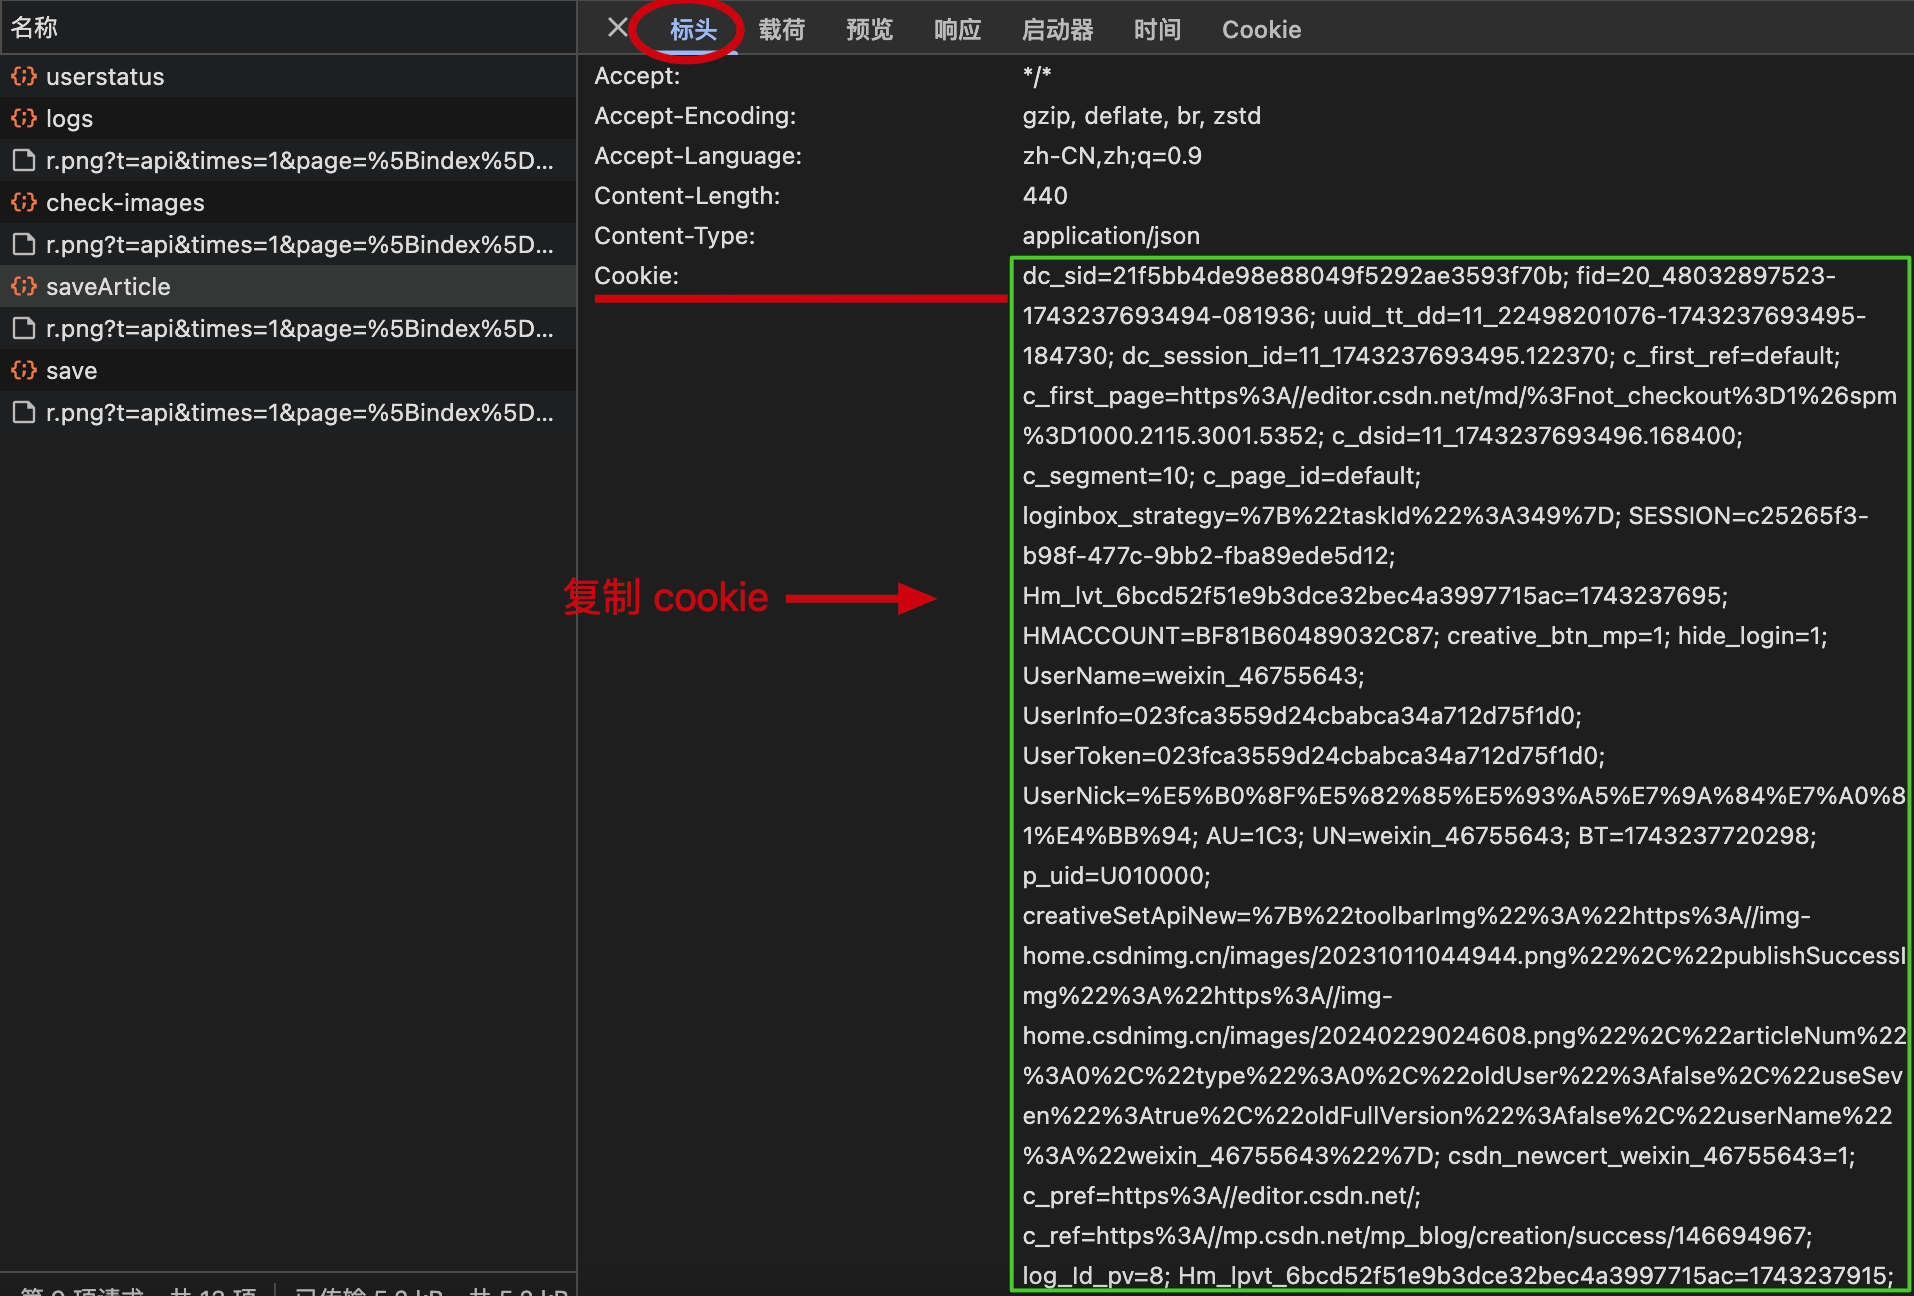 名称
userstatus
logs
r.png?t=api&times=1&page=%5Bindex%5D...
check-images
r.png?t=api&times=1&page=%5Bindex%5D...
saveArticle
r.png?t=api&times=1&page=%5Bindex%5D...
save
r.png?t=api&times=1&page=%5Bindex%5D...
标头 载荷 预览 响应 启动器 时间 Cookie
Accept: */*
Accept-Encoding: gzip, deflate, br, zstd
Accept-Language: zh-CN,zh;q=0.9
Content-Length: 440
Content-Type: application/json
Cookie: dc_sid=21f5bb4de98e88049f5292ae3593f70b; fid=20_48032897523-
1743237693494-081936; uuid_tt_dd=11_22498201076-1743237693495-
184730; dc_session_id=11_1743237693495.122370; c_first_ref=default;
c_first_page=https%3A//editor.csdn.net/md/%3Fnot_checkout%3D1%26spm
%3D1000.2115.3001.5352; c_dsid=11_1743237693496.168400;
c_segment=10; c_page_id=default;
loginbox_strategy=%7B%22taskId%22%3A349%7D; SESSION=c25265f3-
b98f-477c-9bb2-fba89ede5d12;
Hm_lvt_6bcd52f51e9b3dce32bec4a3997715ac=1743237695;
HMACCOUNT=BF81B60489032C87; creative_btn_mp=1; hide_login=1;
UserName=weixin_46755643;
UserInfo=023fca3559d24cbabca34a712d75f1d0;
UserToken=023fca3559d24cbabca34a712d75f1d0;
UserNick=%E5%B0%8F%E5%82%85%E5%93%A5%E7%9A%84%E7%A0%8
1%E4%BB%94; AU=1C3; UN=weixin_46755643; BT=1743237720298;
p_uid=U010000;
creativeSetApiNew=%7B%22toolbarImg%22%3A%22https%3A//img-
home.csdnimg.cn/images/20231011044944.png%22%2C%22publishSuccessI
mg%22%3A%22https%3A//img-
home.csdnimg.cn/images/20240229024608.png%22%2C%22articleNum%22
%3A0%2C%22type%22%3A0%2C%22oldUser%22%3Afalse%2C%22useSev
en%22%3Atrue%2C%22oldFullVersion%22%3Afalse%2C%22userName%22
%3A%22weixin_46755643%22%7D; csdn_newcert_weixin_46755643=1;
c_pref=https%3A//editor.csdn.net/;
c_ref=https%3A//mp.csdn.net/mp_blog/creation/success/146694967;
log_Id_pv=8; Hm_lpvt_6bcd52f51e9b3dce32bec4a3997715ac=1743237915;
复制 cookie